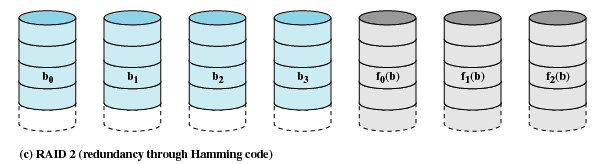 b₀ b₁ b₂ b₃ f₀(b) f₁(b) f₂(b)
(c) RAID 2 (redundancy through Hamming code)